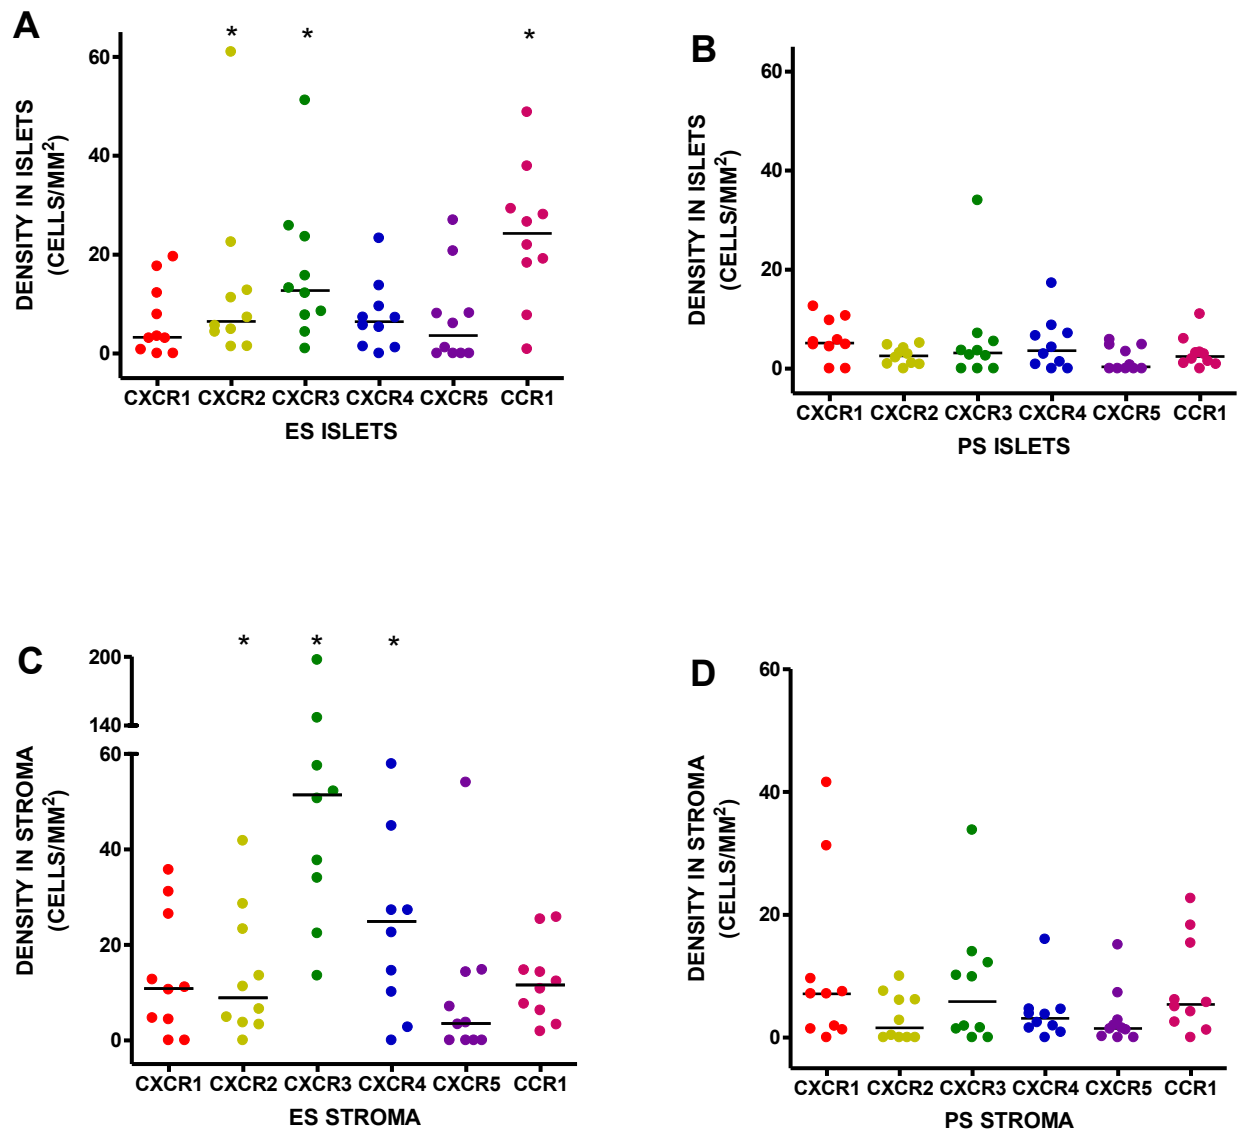 A
* * *
60
40
20
0
DENSITY IN ISLETS
(CELLS/MM²)
CXCR1 CXCR2 CXCR3 CXCR4 CXCR5 CCR1
ES ISLETS
B
60
40
20
0
DENSITY IN ISLETS
(CELLS/MM²)
CXCR1 CXCR2 CXCR3 CXCR4 CXCR5 CCR1
PS ISLETS
C
* * *
200
140
60
40
20
0
DENSITY IN STROMA
(CELLS/MM²)
CXCR1 CXCR2 CXCR3 CXCR4 CXCR5 CCR1
ES STROMA
D
60
40
20
0
DENSITY IN STROMA
(CELLS/MM²)
CXCR1 CXCR2 CXCR3 CXCR4 CXCR5 CCR1
PS STROMA